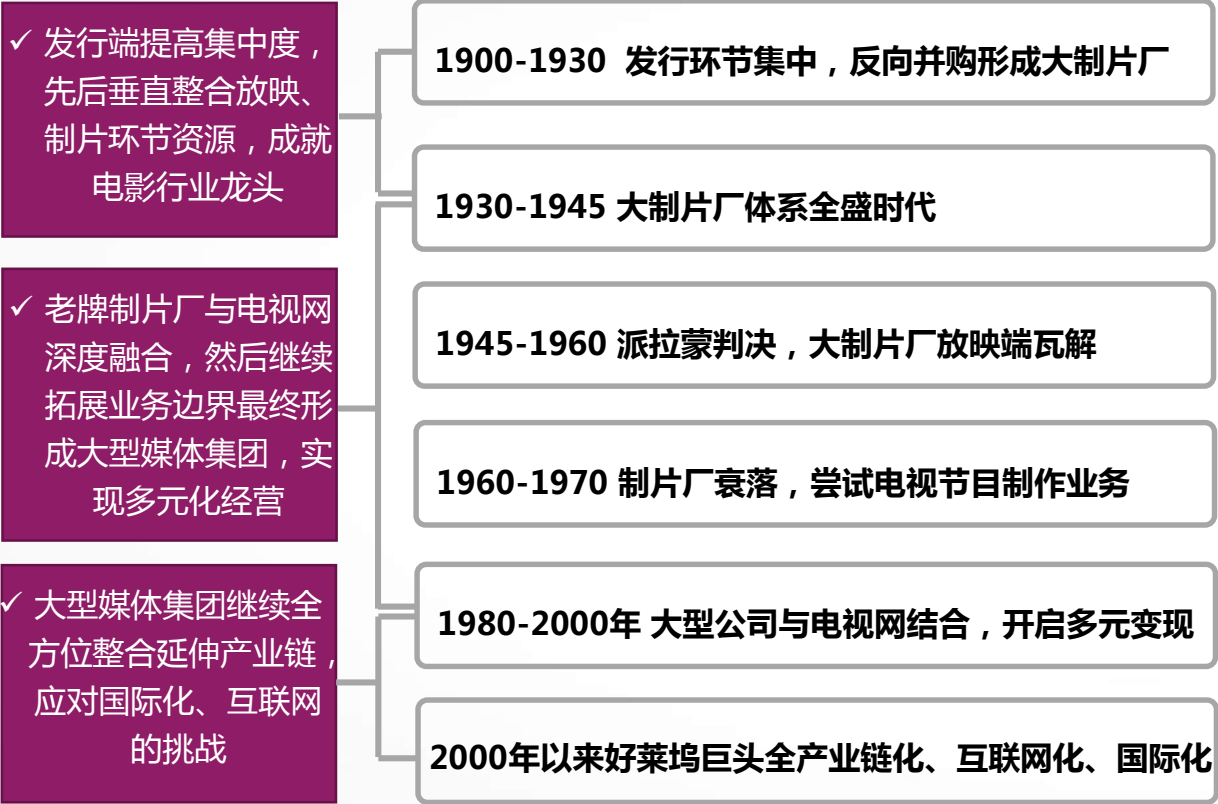 ✓ 发行端提高集中度，
先后垂直整合放映、
制片环节资源，成就
电影行业龙头
1900-1930 发行环节集中，反向并购形成大制片厂
1930-1945 大制片厂体系全盛时代
✓ 老牌制片厂与电视网
深度融合，然后继续
拓展业务边界最终形
成大型媒体集团，实
现多元化经营
1945-1960 派拉蒙判决，大制片厂放映端瓦解
1960-1970 制片厂衰落，尝试电视节目制作业务
✓ 大型媒体集团继续全
方位整合延伸产业链，
应对国际化、互联网
的挑战
1980-2000年 大型公司与电视网结合，开启多元变现
2000年以来好莱坞巨头全产业链化、互联网化、国际化